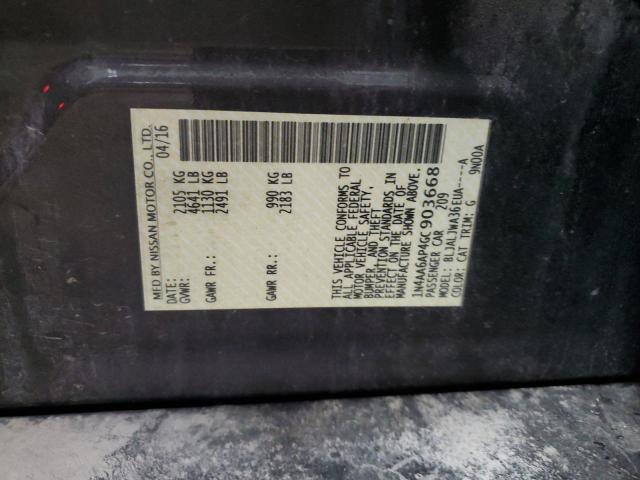 MFD BY NISSAN MOTOR CO., LTD.
DATE: 04/16
GVWR: 2105 KG
4641 LB
GAWR FR: 1130 KG
2491 LB
GAWR RR: 990 KG
2183 LB
THIS VEHICLE CONFORMS TO
ALL APPLICABLE FEDERAL
MOTOR VEHICLE SAFETY,
BUMPER, AND THEFT
PREVENTION STANDARDS IN
EFFECT ON THE DATE OF
MANUFACTURE SHOWN ABOVE.
1N4AA6AP4GC903668
PASSENGER CAR 209
MODEL: BLJALJWA36EUA----A
COLOR: CAT TRIM: G 9N00A